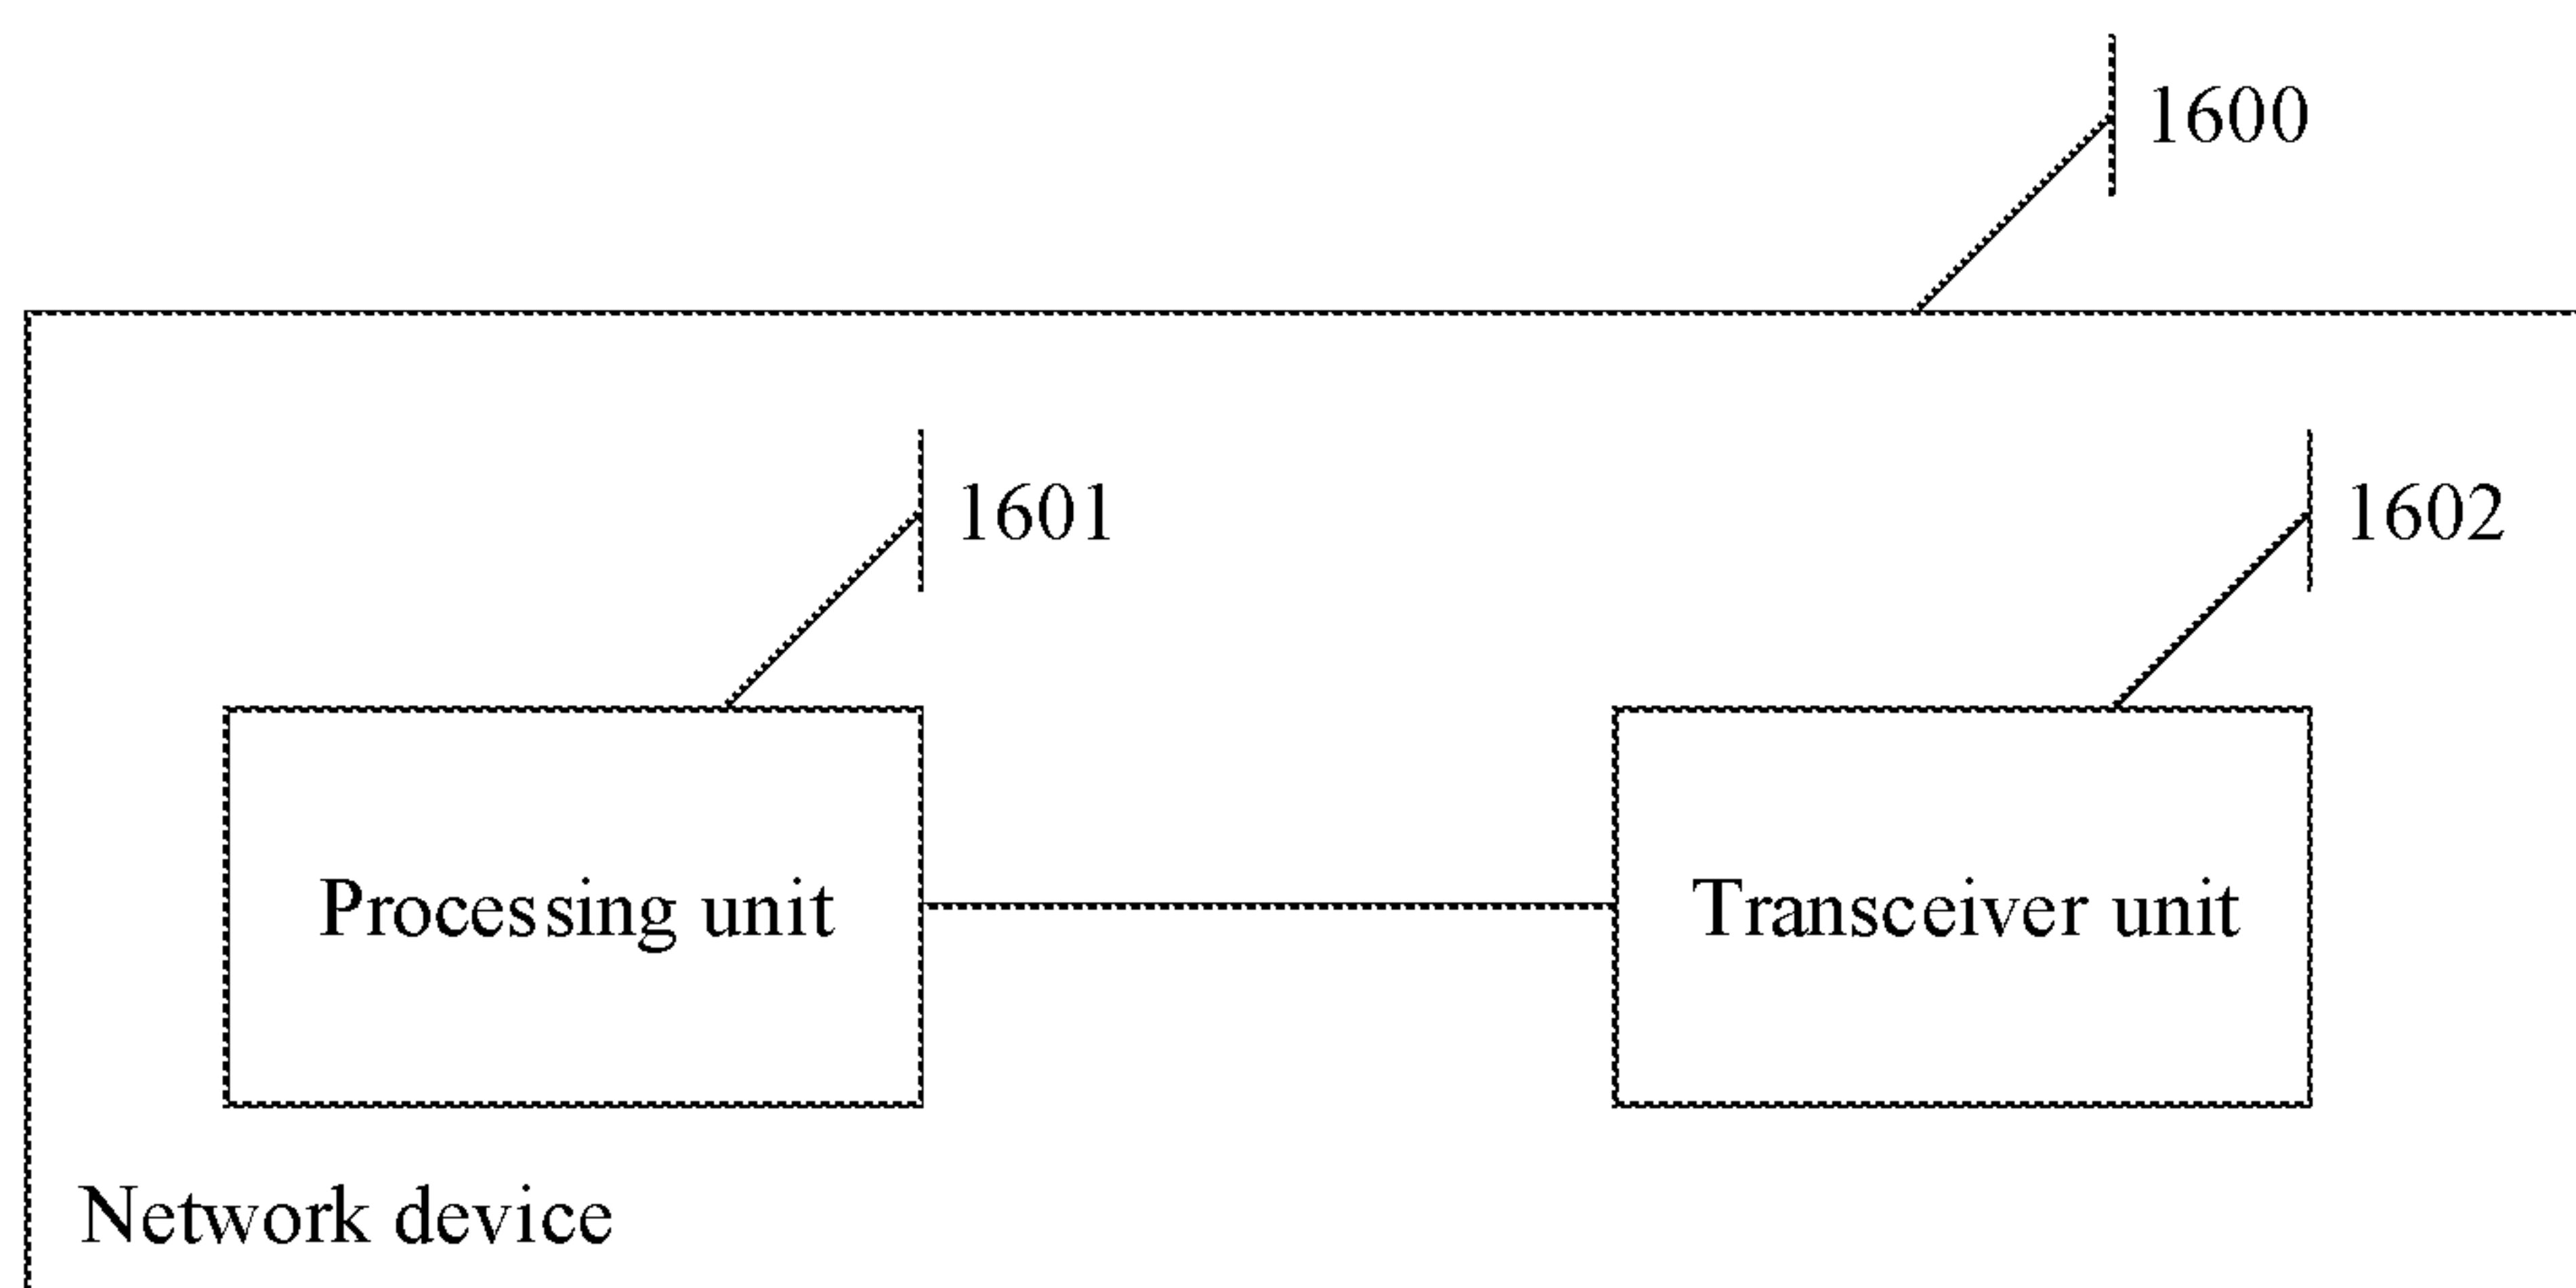 1600
1601
1602
Processing unit
Transceiver unit
Network device